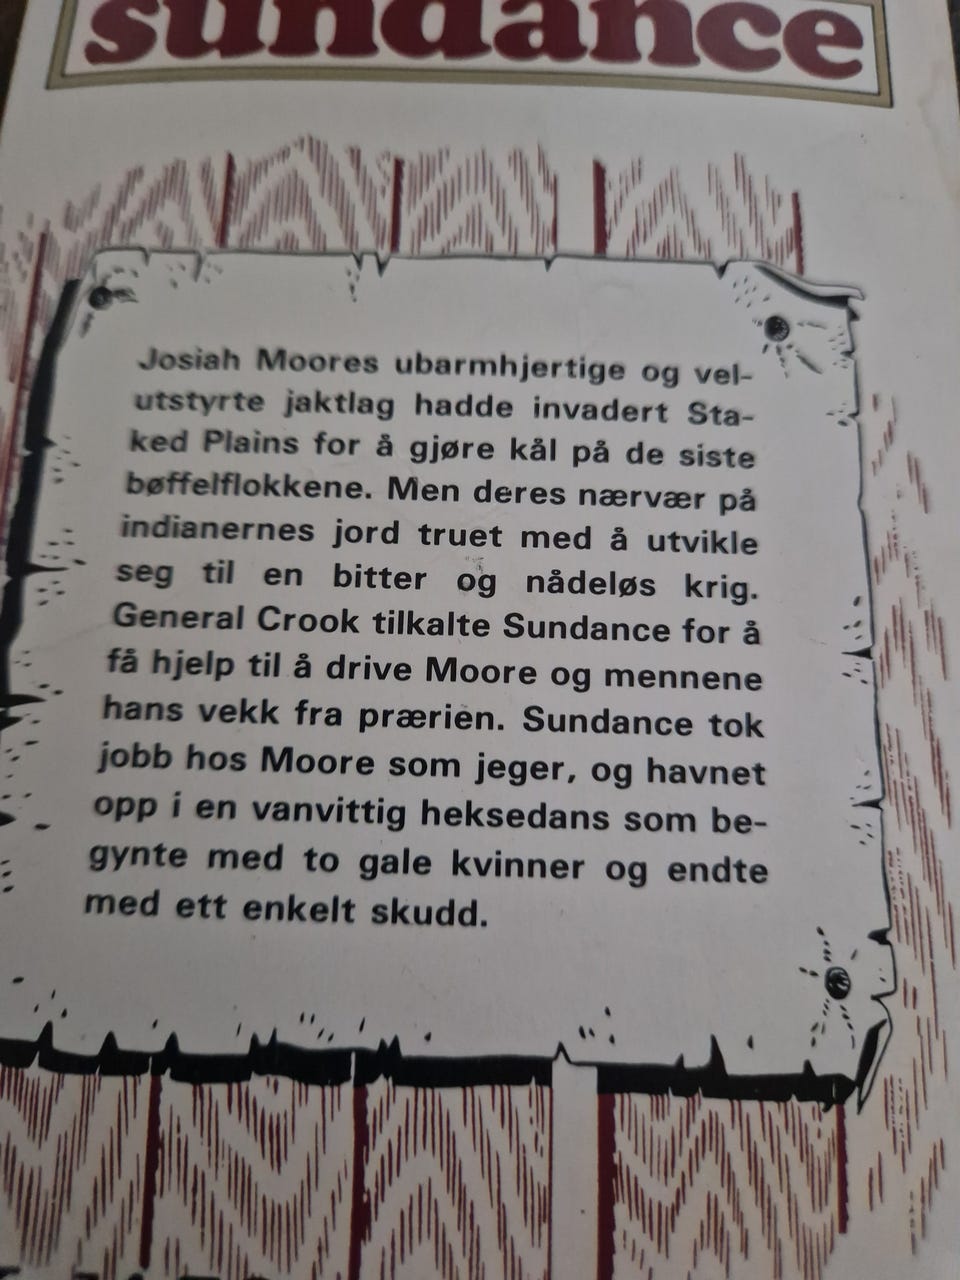 sundance
Josiah Moores ubarmhjertige og vel-
utstyrte jaktlag hadde invadert Sta-
ked Plains for å gjøre kål på de siste
bøffelflokkene. Men deres nærvær på
indianernes jord truet med å utvikle
seg til en bitter og nådeløs krig.
General Crook tilkalte Sundance for å
få hjelp til å drive Moore og mennene
hans vekk fra prærien. Sundance tok
jobb hos Moore som jeger, og havnet
opp i en vanvittig heksedans som be-
gynte med to gale kvinner og endte
med ett enkelt skudd.